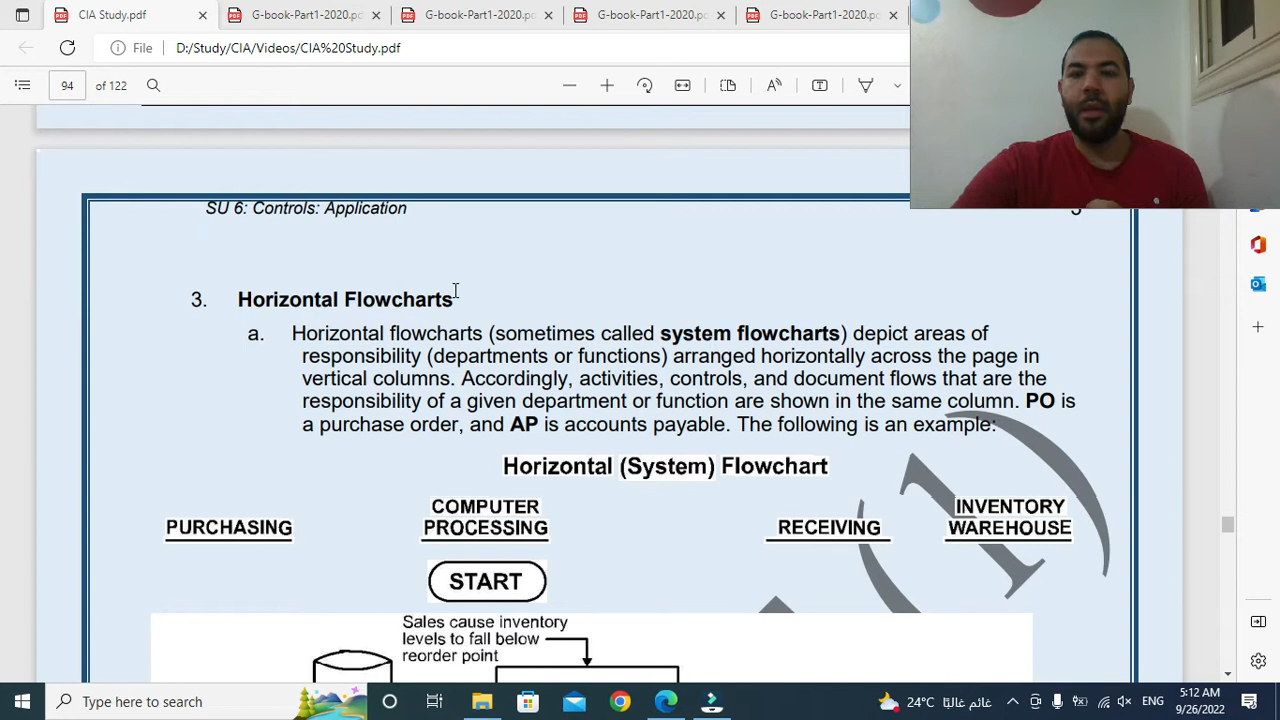 CIA Study.pdf
G-book-Part1-2020.pdf
G-book-Part1-2020.pdf
G-book-Part1-2020.pdf
G-book-Part1-2020.pdf
File
D:/Study/CIA/Videos/CIA%20Study.pdf
94 of 122
SU 6: Controls: Application
3. Horizontal Flowcharts
a. Horizontal flowcharts (sometimes called system flowcharts) depict areas of
responsibility (departments or functions) arranged horizontally across the page in
vertical columns. Accordingly, activities, controls, and document flows that are the
responsibility of a given department or function are shown in the same column. PO is
a purchase order, and AP is accounts payable. The following is an example:
Horizontal (System) Flowchart
PURCHASING
COMPUTER
PROCESSING
RECEIVING
INVENTORY
WAREHOUSE
START
Sales cause inventory
levels to fall below
reorder point
Type here to search
24°C غائم غالبًا
ENG
5:12 AM
9/26/2022